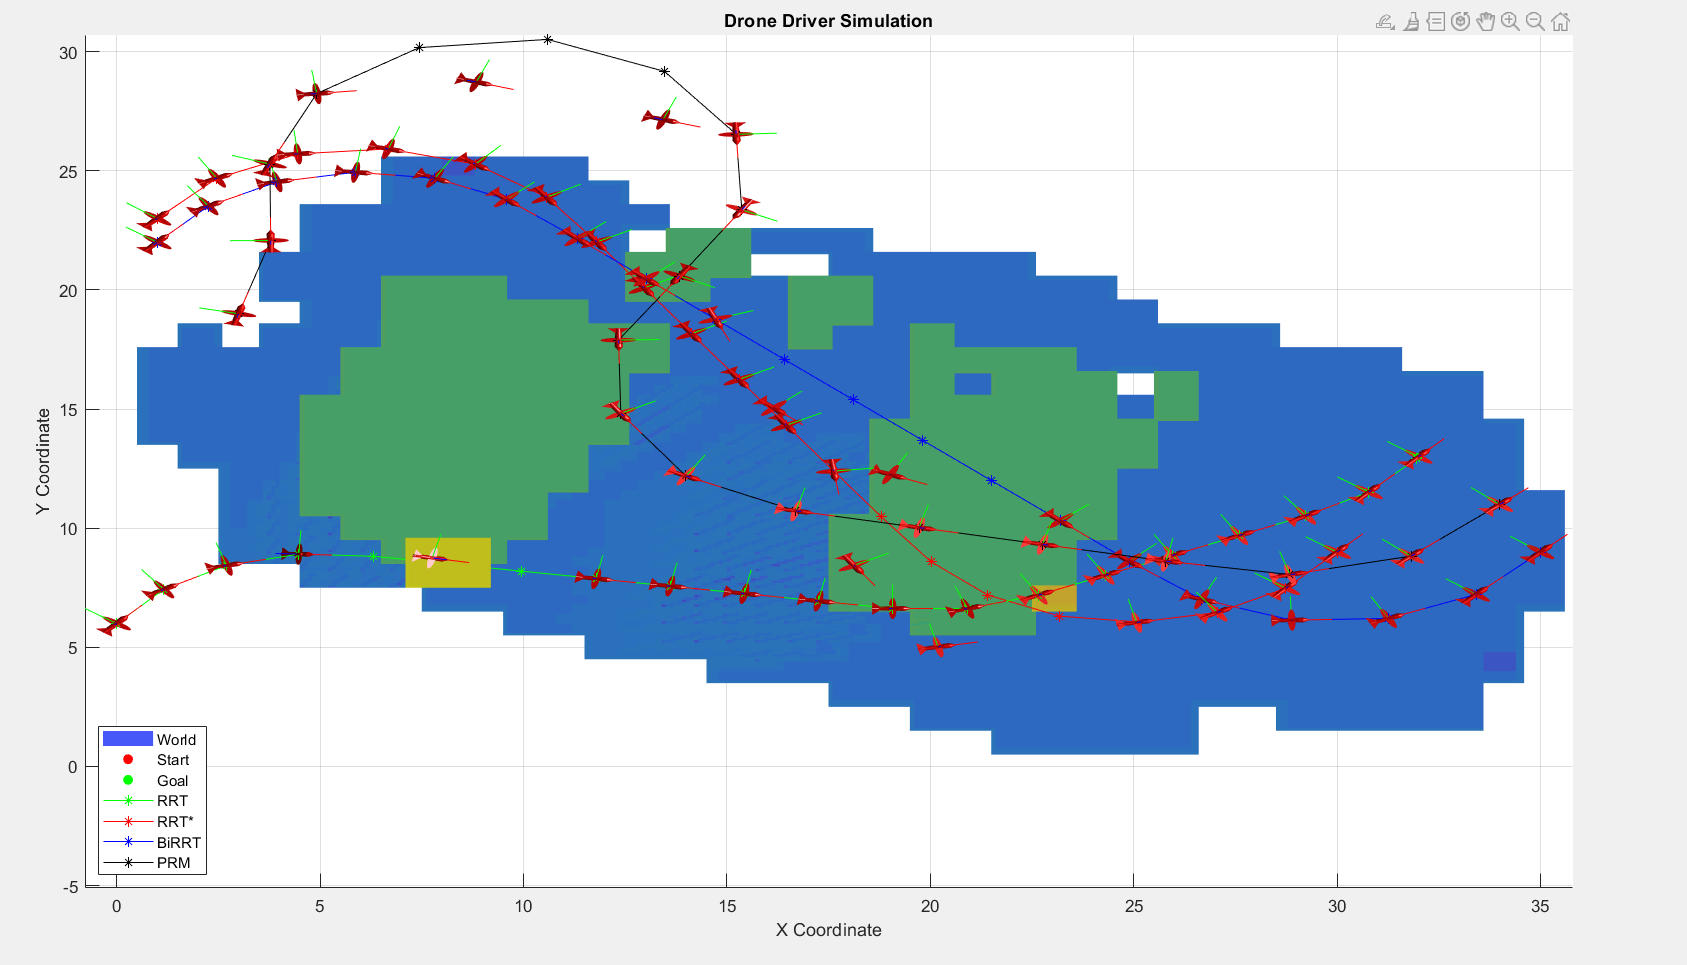 Drone Driver Simulation
30
25
20
15
10
5
0
-5
Y Coordinate
World
Start
Goal
RRT
RRT*
BiRRT
PRM
0 5 10 15 20 25 30 35
X Coordinate